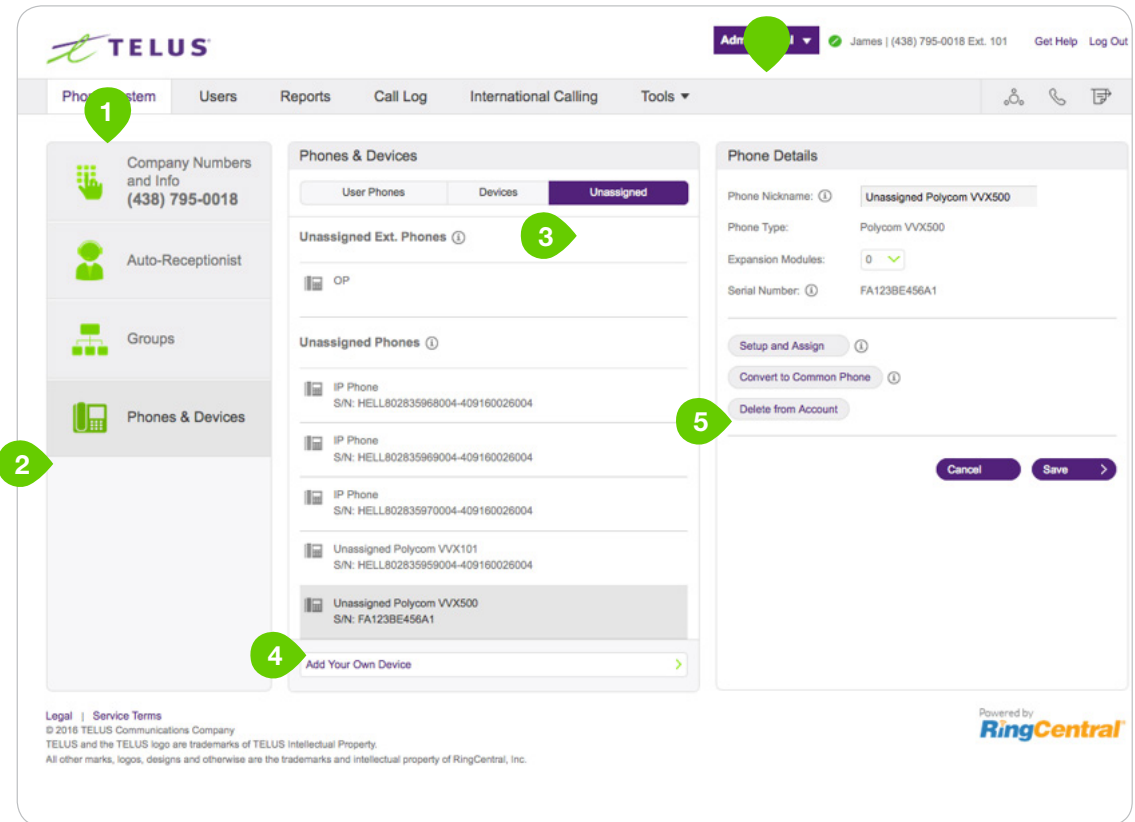 TELUS
James | (438) 795-0018 Ext. 101
Get Help
Log Out
Users
Reports
Call Log
International Calling
Tools
1
Company Numbers
and Info
(438) 795-0018
Auto-Receptionist
Groups
Phones & Devices
2
Phones & Devices
User Phones
Devices
Unassigned
3
Unassigned Ext. Phones
OP
Unassigned Phones
IP Phone
S/N: HELL802835968004-409160026004
IP Phone
S/N: HELL802835969004-409160026004
IP Phone
S/N: HELL802835970004-409160026004
Unassigned Polycom VVX101
S/N: HELL802835959004-409160026004
Unassigned Polycom VVX500
S/N: FA123BE456A1
4
Add Your Own Device
Phone Details
Phone Nickname:
Unassigned Polycom VVX500
Phone Type:
Polycom VVX500
Expansion Modules:
0
Serial Number:
FA123BE456A1
Setup and Assign
Convert to Common Phone
5
Delete from Account
Cancel
Save
Legal | Service Terms
© 2016 TELUS Communications Company
TELUS and the TELUS logo are trademarks of TELUS Intellectual Property.
All other marks, logos, designs and otherwise are the trademarks and intellectual property of RingCentral, Inc.
Powered by
RingCentral